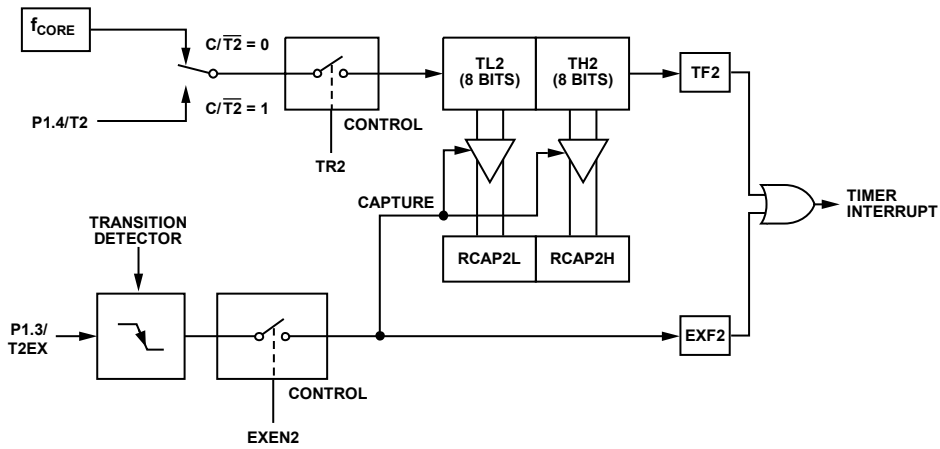 fCORE
C/T2 = 0
C/T2 = 1
P1.4/T2
CONTROL
TR2
TL2
(8 BITS)
TH2
(8 BITS)
TF2
CAPTURE
RCAP2L
RCAP2H
TIMER
INTERRUPT
TRANSITION
DETECTOR
P1.3/
T2EX
CONTROL
EXEN2
EXF2